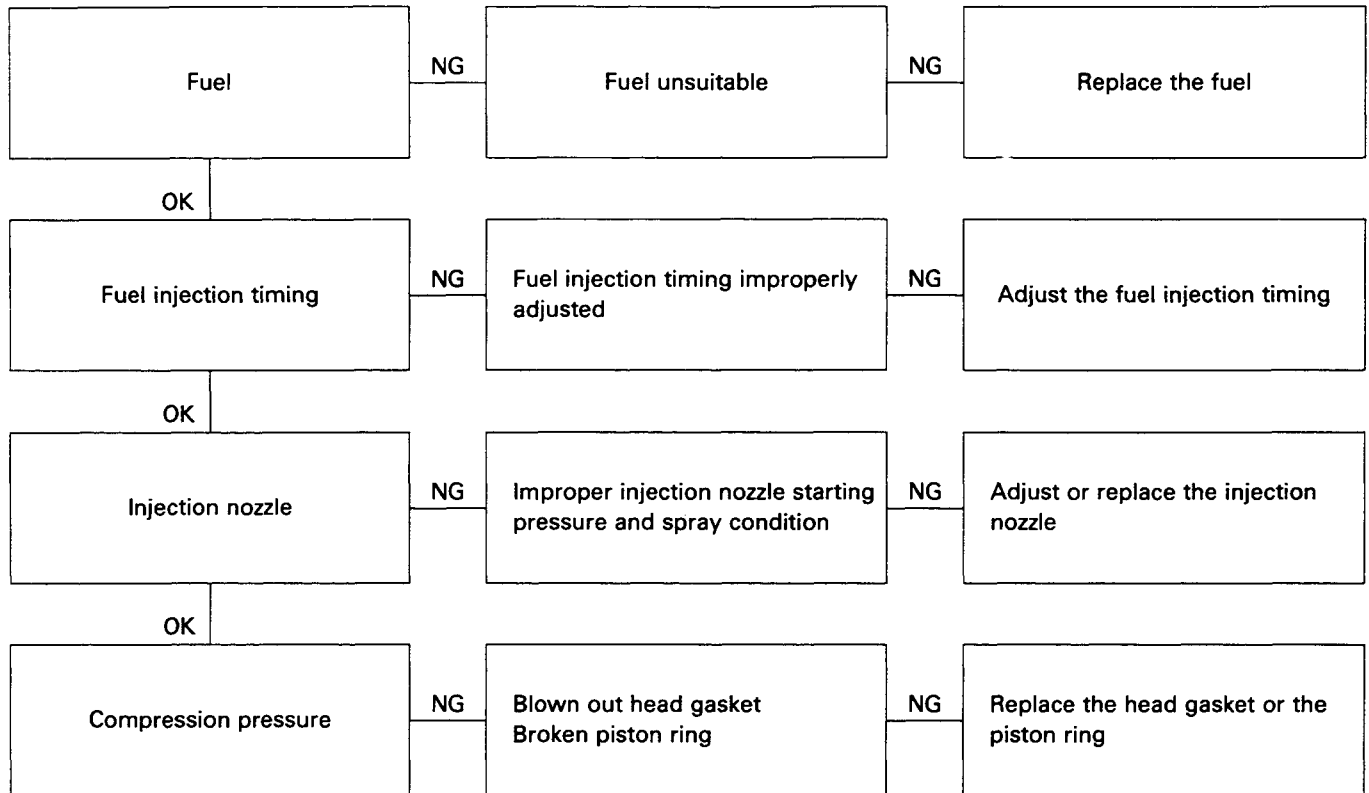 Fuel
NG
Fuel unsuitable
NG
Replace the fuel
OK
Fuel injection timing
NG
Fuel injection timing improperly
adjusted
NG
Adjust the fuel injection timing
OK
Injection nozzle
NG
Improper injection nozzle starting
pressure and spray condition
NG
Adjust or replace the injection
nozzle
OK
Compression pressure
NG
Blown out head gasket
Broken piston ring
NG
Replace the head gasket or the
piston ring